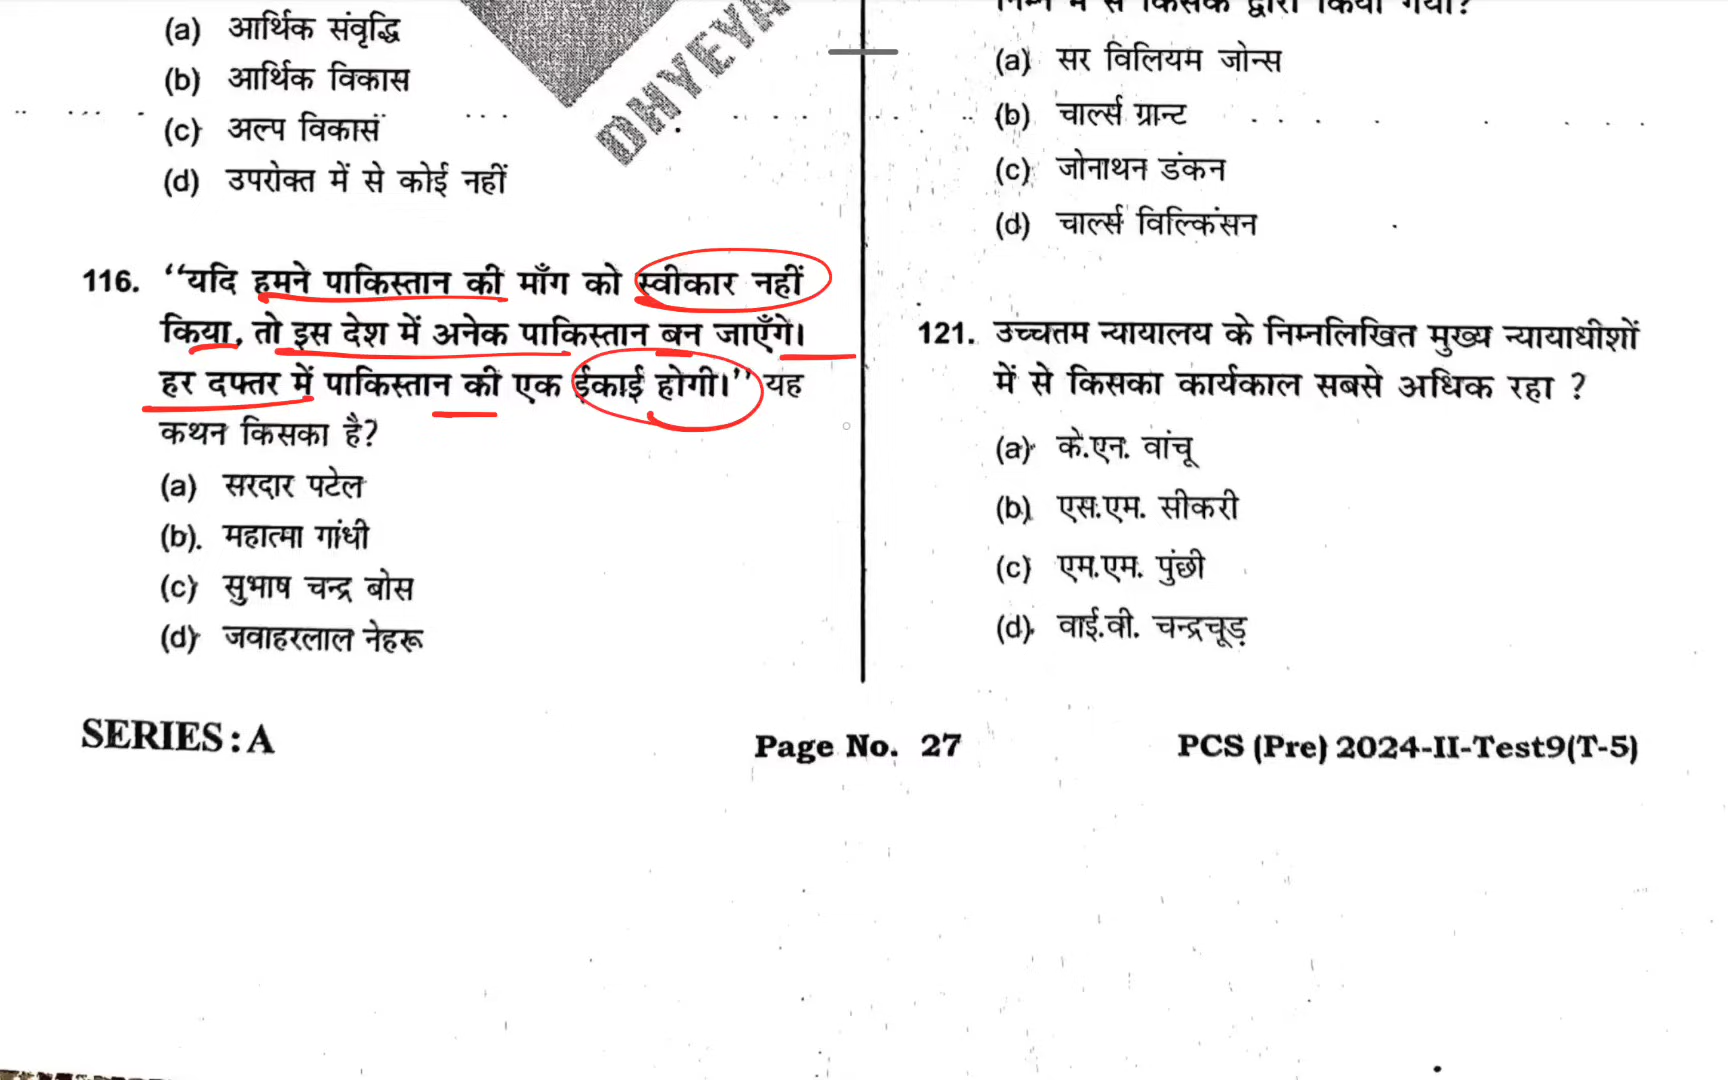 (a) आर्थिक संवृद्धि
(b) आर्थिक विकास
(c) अल्प विकास
(d) उपरोक्त में से कोई नहीं
DHYEYA
116. ‘‘यदि हमने पाकिस्तान की माँग को स्वीकार नहीं
किया, तो इस देश में अनेक पाकिस्तान बन जाएँगे।
हर दफ्तर में पाकिस्तान की एक ईकाई होगी।’’ यह
कथन किसका है?
(a) सरदार पटेल
(b). महात्मा गांधी
(c) सुभाष चन्द्र बोस
(d) जवाहरलाल नेहरू
निम्न में से किसके द्वारा किया गया?
(a) सर विलियम जोन्स
(b) चार्ल्स ग्रान्ट
(c) जोनाथन डंकन
(d) चार्ल्स विल्किंसन
121. उच्चतम न्यायालय के निम्नलिखित मुख्य न्यायाधीशों
में से किसका कार्यकाल सबसे अधिक रहा ?
(a) के.एन. वांचू
(b) एस.एम. सीकरी
(c) एम.एम. पुंछी
(d) वाई.वी. चन्द्रचूड़
SERIES : A
Page No. 27
PCS (Pre) 2024-II-Test9(T-5)